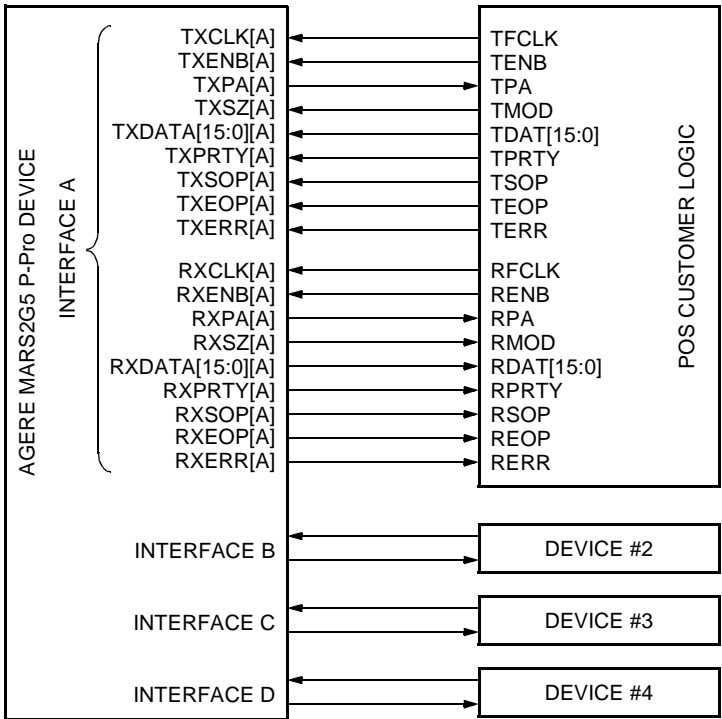 AGERE MARS2G5 P-Pro DEVICE
INTERFACE A
TXCLK[A]
TXENB[A]
TXPA[A]
TXSZ[A]
TXDATA[15:0][A]
TXPRTY[A]
TXSOP[A]
TXEOP[A]
TXERR[A]
RXCLK[A]
RXENB[A]
RXPA[A]
RXSZ[A]
RXDATA[15:0][A]
RXPRTY[A]
RXSOP[A]
RXEOP[A]
RXERR[A]
INTERFACE B
INTERFACE C
INTERFACE D
TFCLK
TENB
TPA
TMOD
TDAT[15:0]
TPRTY
TSOP
TEOP
TERR
RFCLK
RENB
RPA
RMOD
RDAT[15:0]
RPRTY
RSOP
REOP
RERR
POS CUSTOMER LOGIC
DEVICE #2
DEVICE #3
DEVICE #4